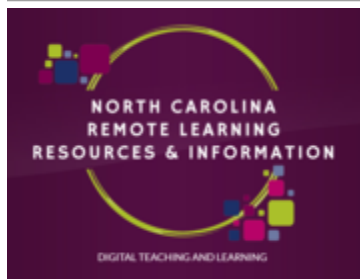 NORTH CAROLINA
REMOTE LEARNING
RESOURCES & INFORMATION
DIGITAL TEACHING AND LEARNING